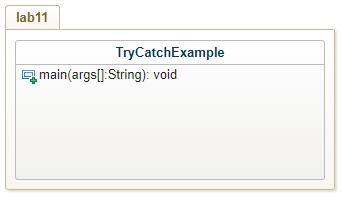 lab11
TryCatchExample
main(args[]:String): void